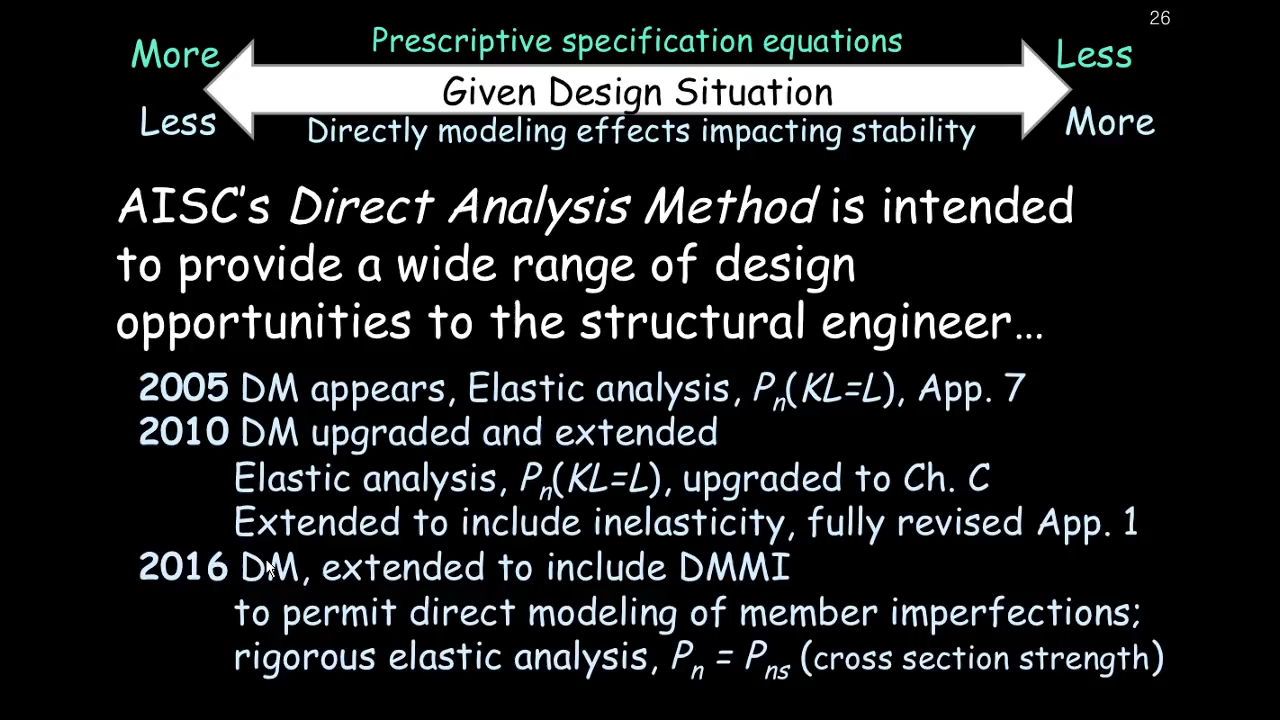 26
Prescriptive specification equations
More Less
Given Design Situation
Less More
Directly modeling effects impacting stability
AISC's Direct Analysis Method is intended
to provide a wide range of design
opportunities to the structural engineer…
2005 DM appears, Elastic analysis, Pn(KL=L), App. 7
2010 DM upgraded and extended
Elastic analysis, Pn(KL=L), upgraded to Ch. C
Extended to include inelasticity, fully revised App. 1
2016 DM, extended to include DMMI
to permit direct modeling of member imperfections;
rigorous elastic analysis, Pn = Pns (cross section strength)